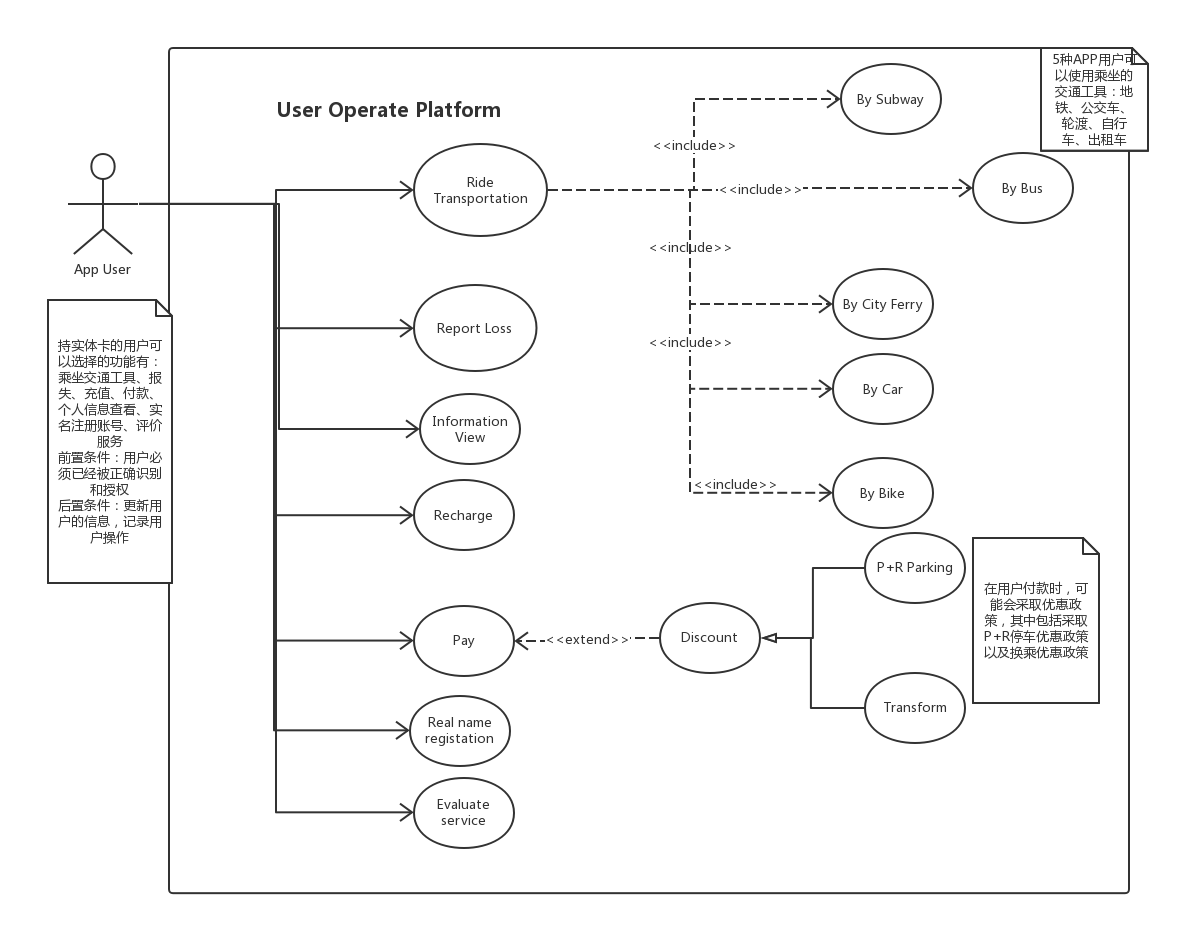 User Operate Platform
5种APP用户可
以使用乘坐的
交通工具：地
铁、公交车、
轮渡、自行
车、出租车
By Subway
<<include>>
Ride
Transportation
<<include>>
By Bus
App User
<<include>>
By City Ferry
Report Loss
<<include>>
By Car
持实体卡的用户可
以选择的功能有：
乘坐交通工具、报
失、充值、付款、
个人信息查看、实
名注册账号、评价
服务
前置条件：用户必
须已经被正确识别
和授权
后置条件：更新用
户的信息，记录用
户操作
Information
View
<<include>>
By Bike
Recharge
P+R Parking
在用户付款时，可
能会采取优惠政
策，其中包括采取
P+R停车优惠政策
以及换乘优惠政策
Pay
<<extend>>
Discount
Transform
Real name
registation
Evaluate
service